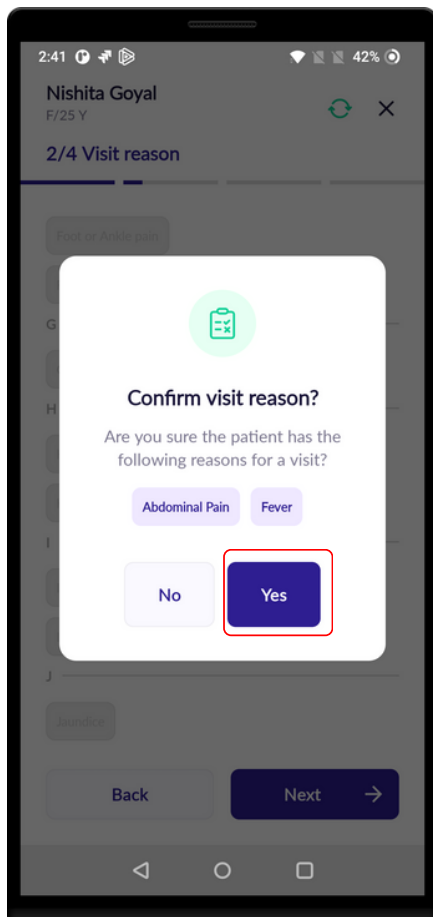 2:41
42%
Nishita Goyal
F/25 Y
2/4 Visit reason
Foot or Ankle pain
G
Confirm visit reason?
H
Are you sure the patient has the
following reasons for a visit?
Abdominal Pain Fever
I
No Yes
J
Jaundice
Back Next